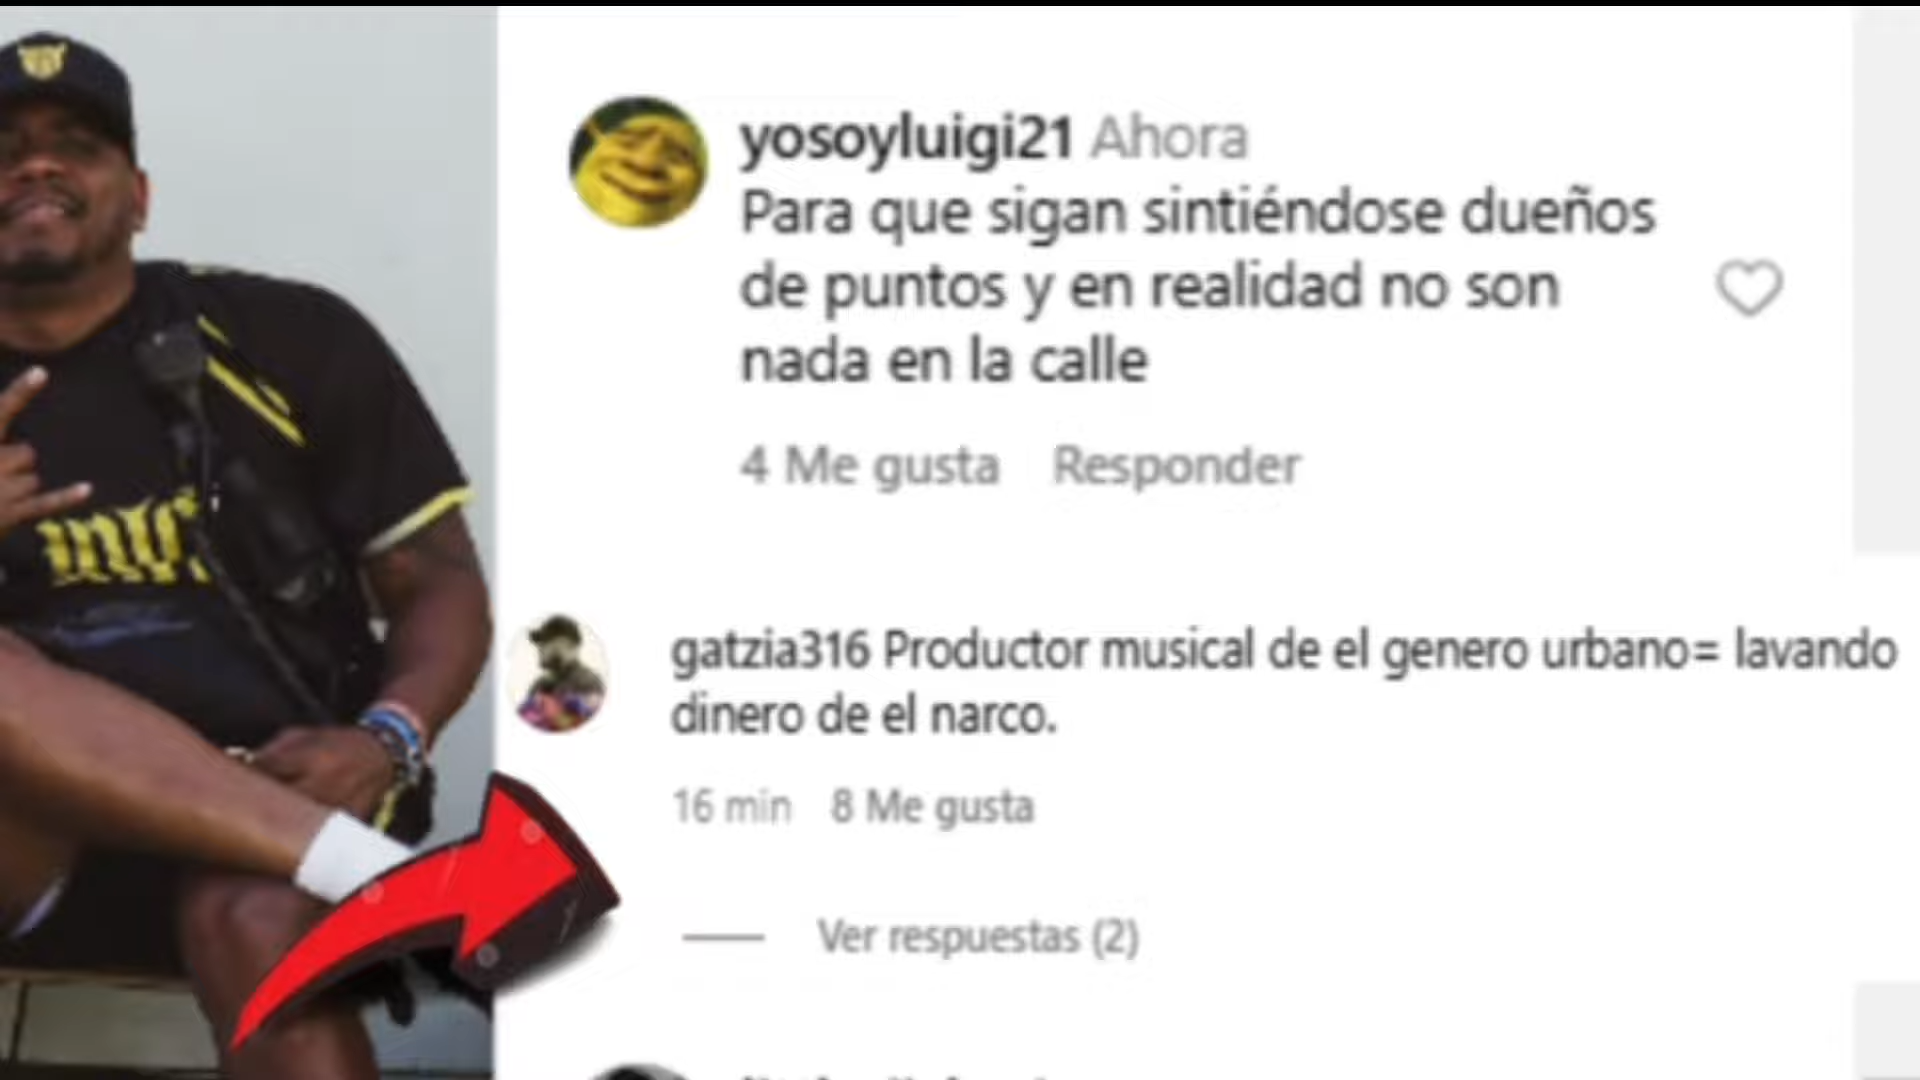 yosoyluigi21 Ahora
Para que sigan sintiéndose dueños
de puntos y en realidad no son
nada en la calle
4 Me gusta Responder
gatzia316 Productor musical de el genero urbano= lavando
dinero de el narco.
16 min 8 Me gusta
Ver respuestas (2)